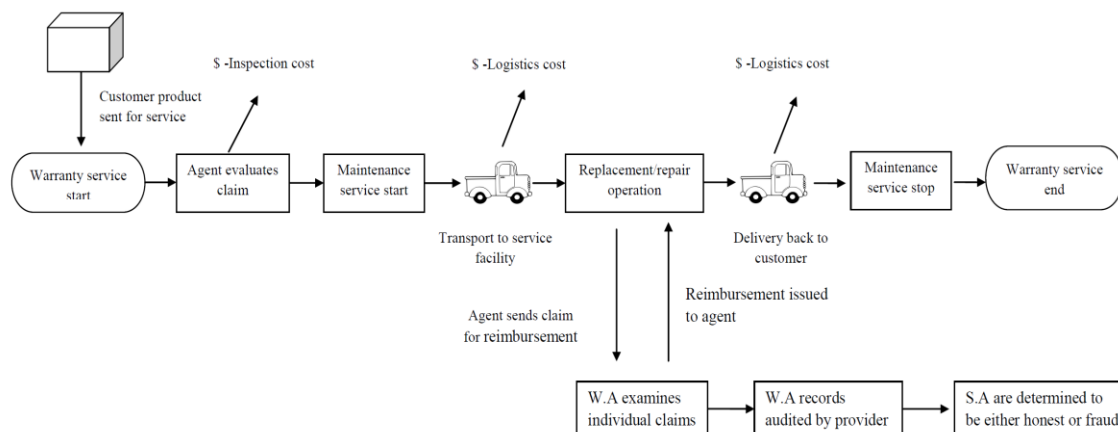 $ -Inspection cost
$ -Logistics cost
$ -Logistics cost
Customer product
sent for service
Warranty service
start
Agent evaluates
claim
Maintenance
service start
Replacement/repair
operation
Maintenance
service stop
Warranty service
end
Transport to service
facility
Delivery back to
customer
Agent sends claim
for reimbursement
Reimbursement issued
to agent
W.A examines
individual claims
W.A records
audited by provider
S.A are determined to
be either honest or fraud